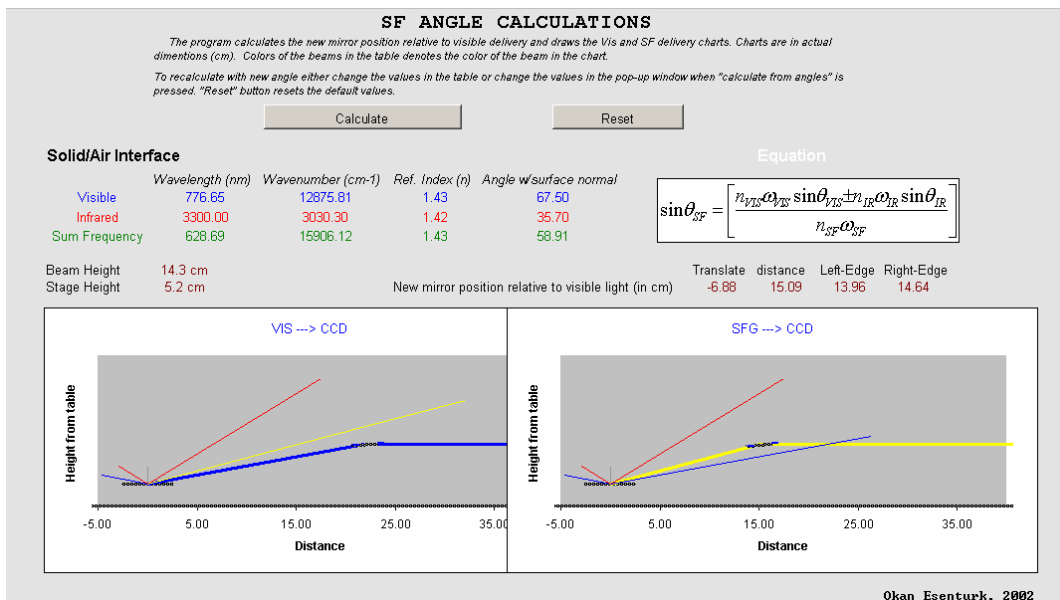 SF ANGLE CALCULATIONS
The program calculates the new mirror position relative to visible delivery and draws the Vis and SF delivery charts. Charts are in actual
dimentions (cm). Colors of the beams in the table denotes the color of the beam in the chart.
To recalculate with new angle either change the values in the table or change the values in the pop-up window when "calculate from angles" is
pressed. "Reset" button resets the default values.
Calculate Reset
Solid/Air Interface Equation
Wavelength (nm) Wavenumber (cm-1) Ref. Index (n) Angle w/surface normal
Visible 776.65 12875.81 1.43 67.50
Infrared 3300.00 3030.30 1.42 35.70
Sum Frequency 628.69 15906.12 1.43 58.91
sinθ_SF = [ (n_VIS ω_VIS sinθ_VIS ± n_IR ω_IR sinθ_IR) / (n_SF ω_SF) ]
Beam Height 14.3 cm
Stage Height 5.2 cm
Translate distance Left-Edge Right-Edge
New mirror position relative to visible light (in cm) -6.88 15.09 13.96 14.64
VIS ---> CCD
Height from table
-5.00 5.00 15.00 25.00 35.00
Distance
SFG ---> CCD
Height from table
-5.00 5.00 15.00 25.00 35.00
Distance
Okan Esenturk, 2002